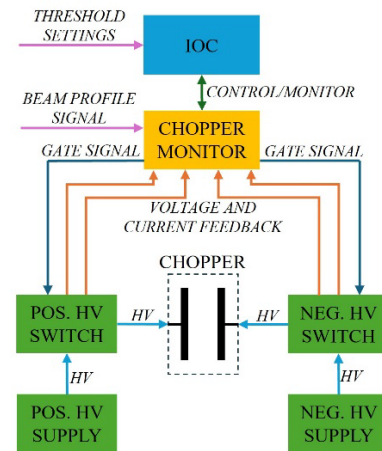 THRESHOLD
SETTINGS
IOC
CONTROL/MONITOR
BEAM PROFILE
SIGNAL
CHOPPER
MONITOR
GATE SIGNAL
GATE SIGNAL
VOLTAGE AND
CURRENT FEEDBACK
CHOPPER
POS. HV
SWITCH
HV
HV
NEG. HV
SWITCH
HV
HV
POS. HV
SUPPLY
NEG. HV
SUPPLY